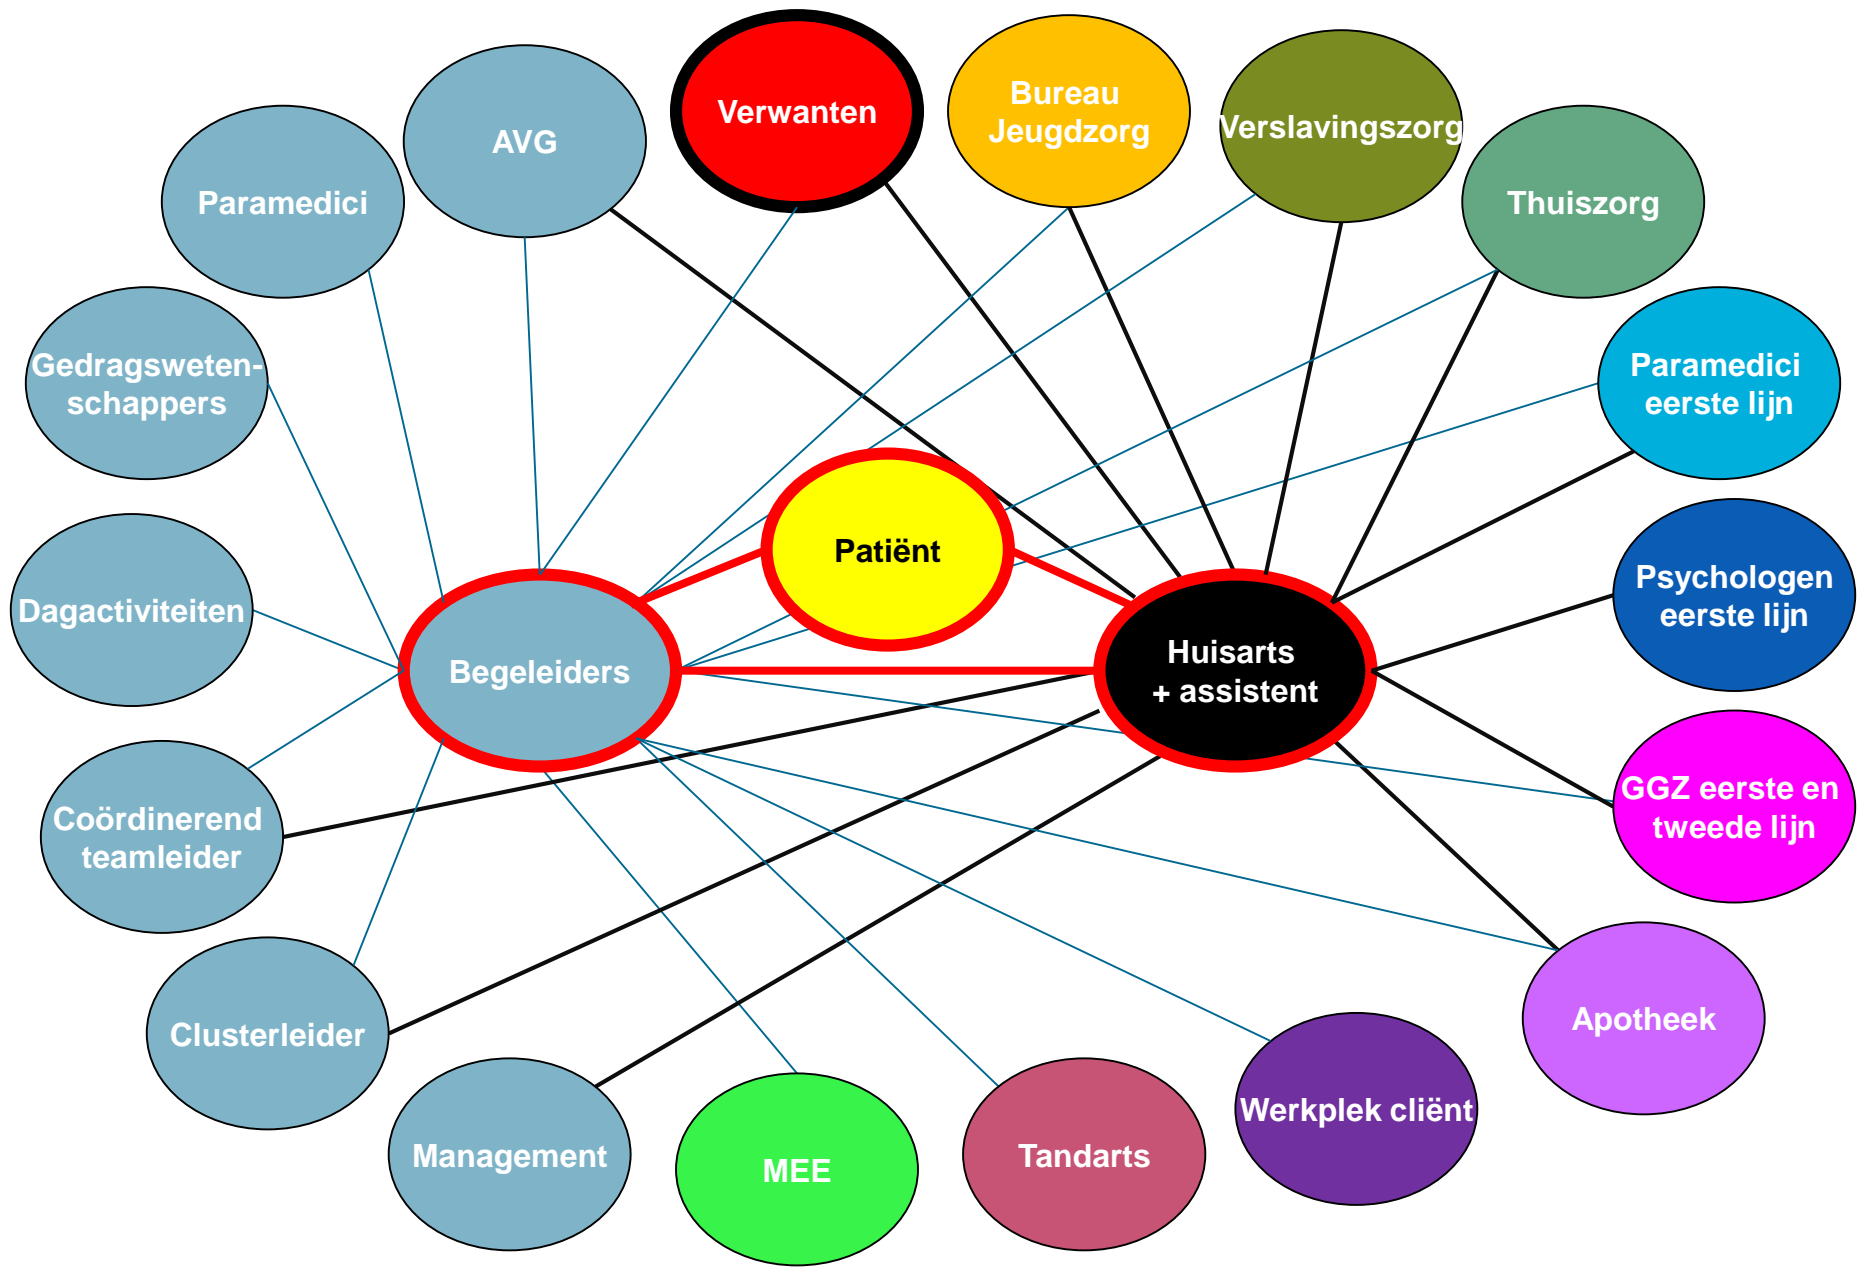 Verwanten
Bureau
Jeugdzorg
Verslavingszorg
AVG
Thuiszorg
Paramedici
Gedragsweten-
schappers
Paramedici
eerste lijn
Patiënt
Psychologen
eerste lijn
Dagactiviteiten
Begeleiders
Huisarts
+ assistent
GGZ eerste en
tweede lijn
Coördinerend
teamleider
Apotheek
Clusterleider
Werkplek cliënt
Management
Tandarts
MEE